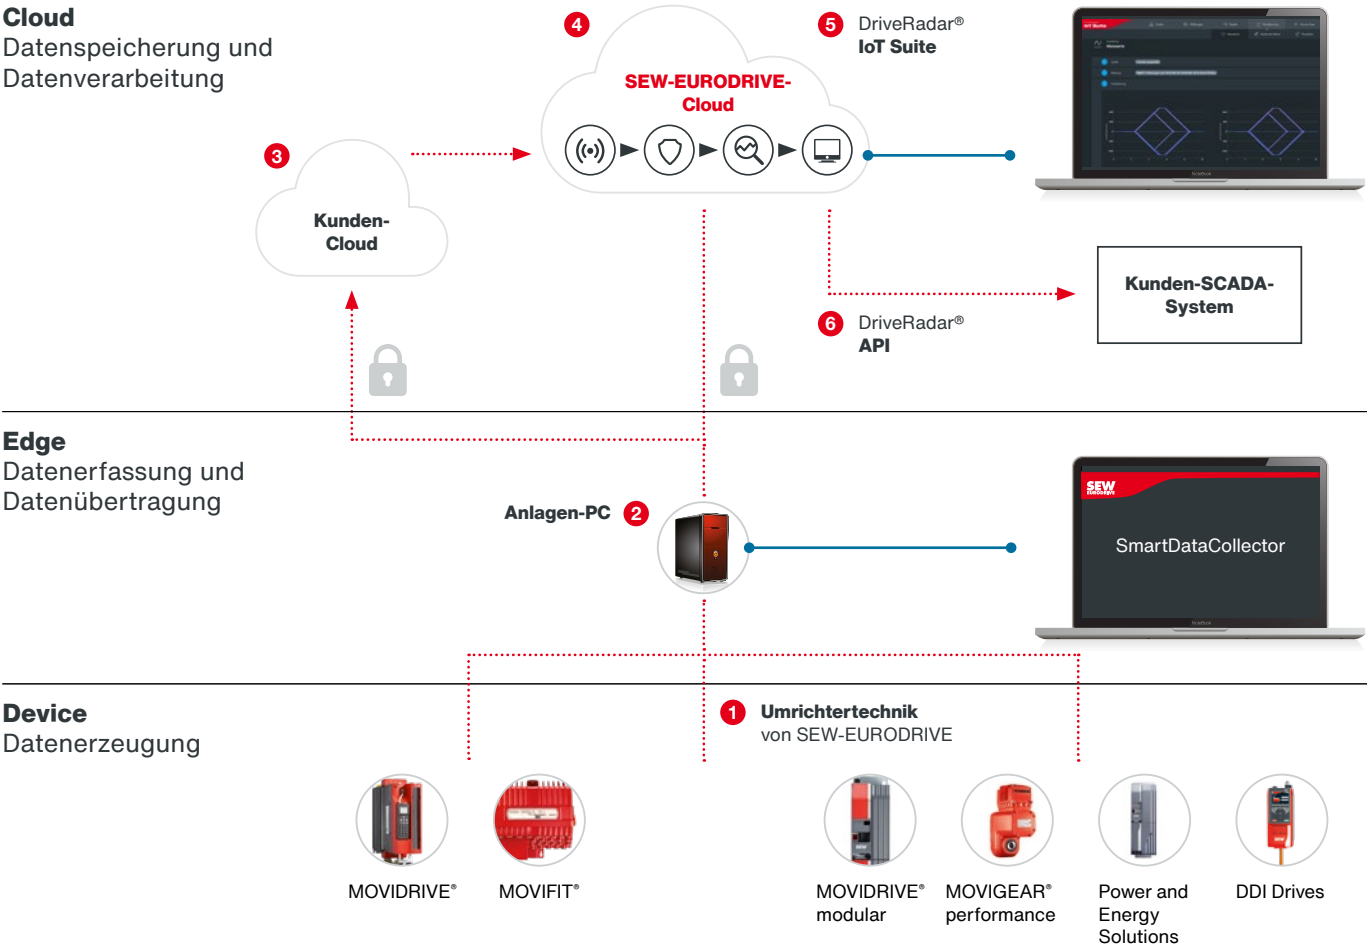 Cloud
Datenspeicherung und
Datenverarbeitung
4
SEW-EURODRIVE-
Cloud
5 DriveRadar®
IoT Suite
3
Kunden-
Cloud
Kunden-SCADA-
System
6 DriveRadar®
API
Edge
Datenerfassung und
Datenübertragung
Anlagen-PC 2
SEW
EURODRIVE
SmartDataCollector
Device
Datenerzeugung
1 Umrichtertechnik
von SEW-EURODRIVE
MOVIDRIVE®
MOVIFIT®
MOVIDRIVE®
modular
MOVIGEAR®
performance
Power and
Energy
Solutions
DDI Drives